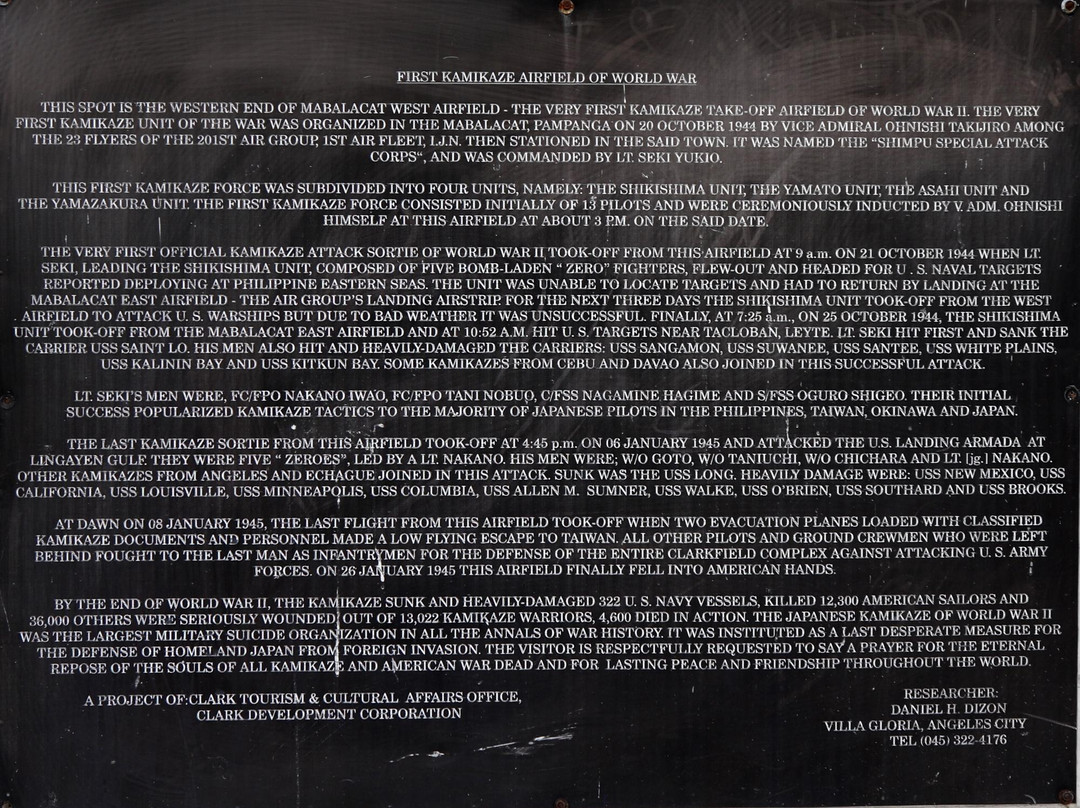 FIRST KAMIKAZE AIRFIELD OF WORLD WAR
THIS SPOT IS THE WESTERN END OF MABALACAT WEST AIRFIELD - THE VERY FIRST KAMIKAZE TAKE-OFF AIRFIELD OF WORLD WAR II. THE VERY
FIRST KAMIKAZE UNIT OF THE WAR WAS ORGANIZED IN THE MABALACAT, PAMPANGA ON 20 OCTOBER 1944 BY VICE ADMIRAL OHNISHI TAKIJIRO AMONG
THE 23 FLYERS OF THE 201ST AIR GROUP, 1ST AIR FLEET, I.J.N. THEN STATIONED IN THE SAID TOWN. IT WAS NAMED THE "SHIMPU SPECIAL ATTACK
CORPS", AND WAS COMMANDED BY LT. SEKI YUKIO.
THIS FIRST KAMIKAZE FORCE WAS SUBDIVIDED INTO FOUR UNITS, NAMELY: THE SHIKISHIMA UNIT, THE YAMATO UNIT, THE ASAHI UNIT AND
THE YAMAZAKURA UNIT. THE FIRST KAMIKAZE FORCE CONSISTED INITIALLY OF 13 PILOTS AND WERE CEREMONIOUSLY INDUCTED BY V. ADM. OHNISHI
HIMSELF AT THIS AIRFIELD AT ABOUT 3 P.M. ON THE SAID DATE.
THE VERY FIRST OFFICIAL KAMIKAZE ATTACK SORTIE OF WORLD WAR II TOOK-OFF FROM THIS AIRFIELD AT 9 a.m. ON 21 OCTOBER 1944 WHEN LT.
SEKI, LEADING THE SHIKISHIMA UNIT, COMPOSED OF FIVE BOMB-LADEN " ZERO" FIGHTERS, FLEW-OUT AND HEADED FOR U . S. NAVAL TARGETS
REPORTED DEPLOYING AT PHILIPPINE EASTERN SEAS. THE UNIT WAS UNABLE TO LOCATE TARGETS AND HAD TO RETURN BY LANDING AT THE
MABALACAT EAST AIRFIELD - THE AIR GROUP'S LANDING AIRSTRIP. FOR THE NEXT THREE DAYS THE SHIKISHIMA UNIT TOOK-OFF FROM THE WEST
AIRFIELD TO ATTACK U. S. WARSHIPS BUT DUE TO BAD WEATHER IT WAS UNSUCCESSFUL. FINALLY, AT 7:25 a.m., ON 25 OCTOBER 1944, THE SHIKISHIMA
UNIT TOOK-OFF FROM THE MABALACAT EAST AIRFIELD AND AT 10:52 A.M. HIT U. S. TARGETS NEAR TACLOBAN, LEYTE. LT. SEKI HIT FIRST AND SANK THE
CARRIER USS SAINT LO. HIS MEN ALSO HIT AND HEAVILY-DAMAGED THE CARRIERS: USS SANGAMON, USS SUWANEE, USS SANTEE, USS WHITE PLAINS,
USS KALININ BAY AND USS KITKUN BAY. SOME KAMIKAZES FROM CEBU AND DAVAO ALSO JOINED IN THIS SUCCESSFUL ATTACK.
LT. SEKI'S MEN WERE, FC/FPO NAKANO IWAO, FC/FPO TANI NOBUO, C/FSS NAGAMINE HAGIME AND S/FSS OGURO SHIGEO. THEIR INITIAL
SUCCESS POPULARIZED KAMIKAZE TACTICS TO THE MAJORITY OF JAPANESE PILOTS IN THE PHILIPPINES, TAIWAN, OKINAWA AND JAPAN.
THE LAST KAMIKAZE SORTIE FROM THIS AIRFIELD TOOK-OFF AT 4:45 p.m. ON 06 JANUARY 1945 AND ATTACKED THE U.S. LANDING ARMADA AT
LINGAYEN GULF. THEY WERE FIVE " ZEROES", LED BY A LT. NAKANO. HIS MEN WERE; W/O GOTO, W/O TANIUCHI, W/O CHICHARA AND LT. [jg.] NAKANO.
OTHER KAMIKAZES FROM ANGELES AND ECHAGUE JOINED IN THIS ATTACK. SUNK WAS THE USS LONG. HEAVILY DAMAGE WERE: USS NEW MEXICO, USS
CALIFORNIA, USS LOUISVILLE, USS MINNEAPOLIS, USS COLUMBIA, USS ALLEN M. SUMNER, USS WALKE, USS O'BRIEN, USS SOUTHARD AND USS BROOKS.
AT DAWN ON 08 JANUARY 1945, THE LAST FLIGHT FROM THIS AIRFIELD TOOK-OFF WHEN TWO EVACUATION PLANES LOADED WITH CLASSIFIED
KAMIKAZE DOCUMENTS AND PERSONNEL MADE A LOW FLYING ESCAPE TO TAIWAN. ALL OTHER PILOTS AND GROUND CREWMEN WHO WERE LEFT
BEHIND FOUGHT TO THE LAST MAN AS INFANTRYMEN FOR THE DEFENSE OF THE ENTIRE CLARKFIELD COMPLEX AGAINST ATTACKING U. S. ARMY
FORCES. ON 26 JANUARY 1945 THIS AIRFIELD FINALLY FELL INTO AMERICAN HANDS.
BY THE END OF WORLD WAR II, THE KAMIKAZE SUNK AND HEAVILY-DAMAGED 322 U. S. NAVY VESSELS, KILLED 12,300 AMERICAN SAILORS AND
36,000 OTHERS WERE SERIOUSLY WOUNDED OUT OF 13,022 KAMIKAZE WARRIORS, 4,600 DIED IN ACTION. THE JAPANESE KAMIKAZE OF WORLD WAR II
WAS THE LARGEST MILITARY SUICIDE ORGANIZATION IN ALL THE ANNALS OF WAR HISTORY. IT WAS INSTITUTED AS A LAST DESPERATE MEASURE FOR
THE DEFENSE OF HOMELAND JAPAN FROM FOREIGN INVASION. THE VISITOR IS RESPECTFULLY REQUESTED TO SAY A PRAYER FOR THE ETERNAL
REPOSE OF THE SOULS OF ALL KAMIKAZE AND AMERICAN WAR DEAD AND FOR LASTING PEACE AND FRIENDSHIP THROUGHOUT THE WORLD.
A PROJECT OF:CLARK TOURISM & CULTURAL AFFAIRS OFFICE,
CLARK DEVELOPMENT CORPORATION
RESEARCHER:
DANIEL H. DIZON
VILLA GLORIA, ANGELES CITY
TEL (045) 322-4176